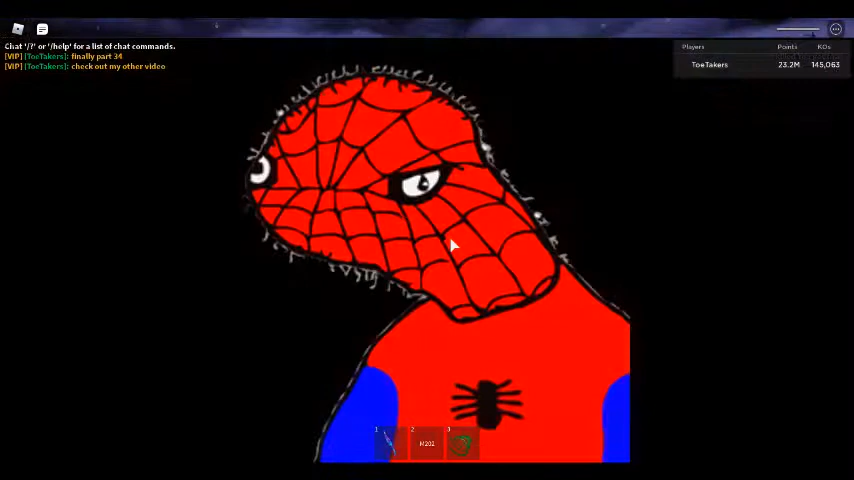 Chat '/?' or '/help' for a list of chat commands.
[VIP] [ToeTakers]: finally part 34
[VIP] [ToeTakers]: check out my other video
Players Points KOs
ToeTakers 23.2M 145,063
1 2 3
M202